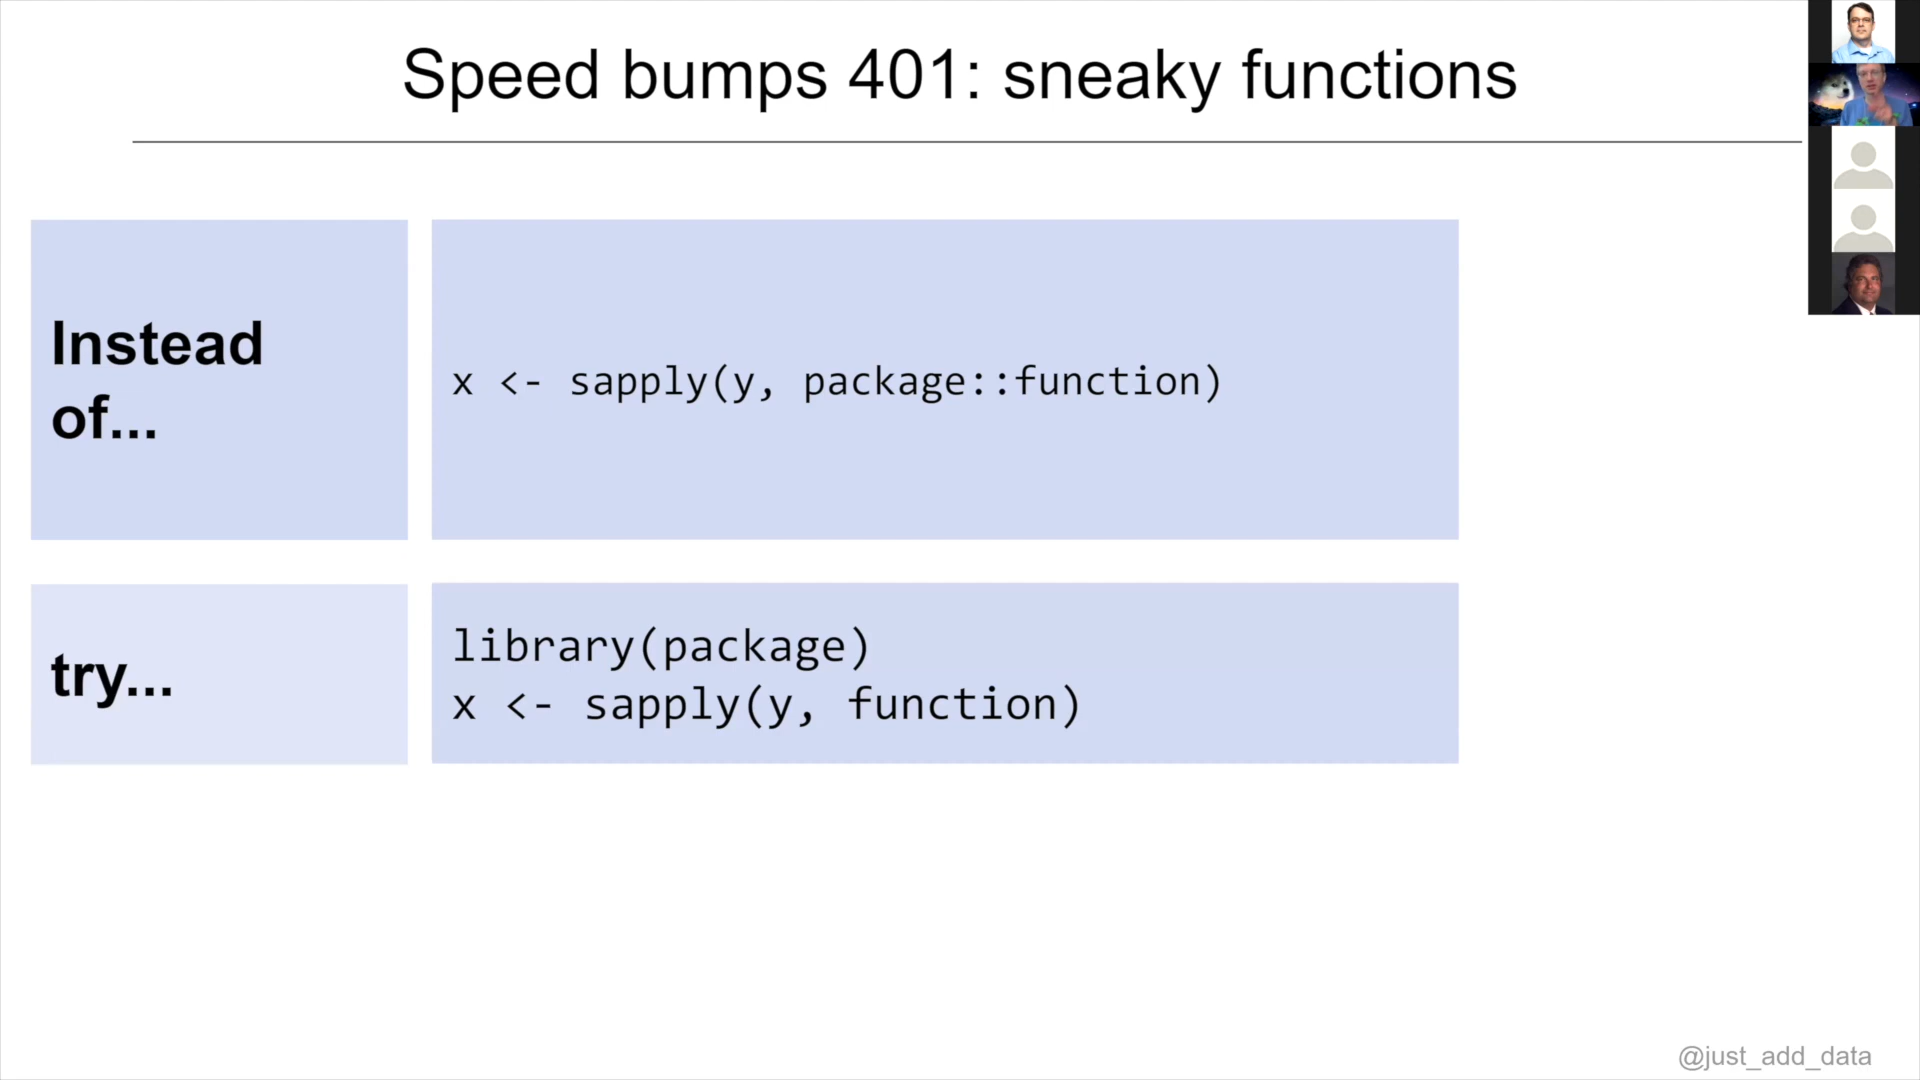 Speed bumps 401: sneaky functions
Instead
of...
x <- sapply(y, package::function)
try...
library(package)
x <- sapply(y, function)
@just_add_data